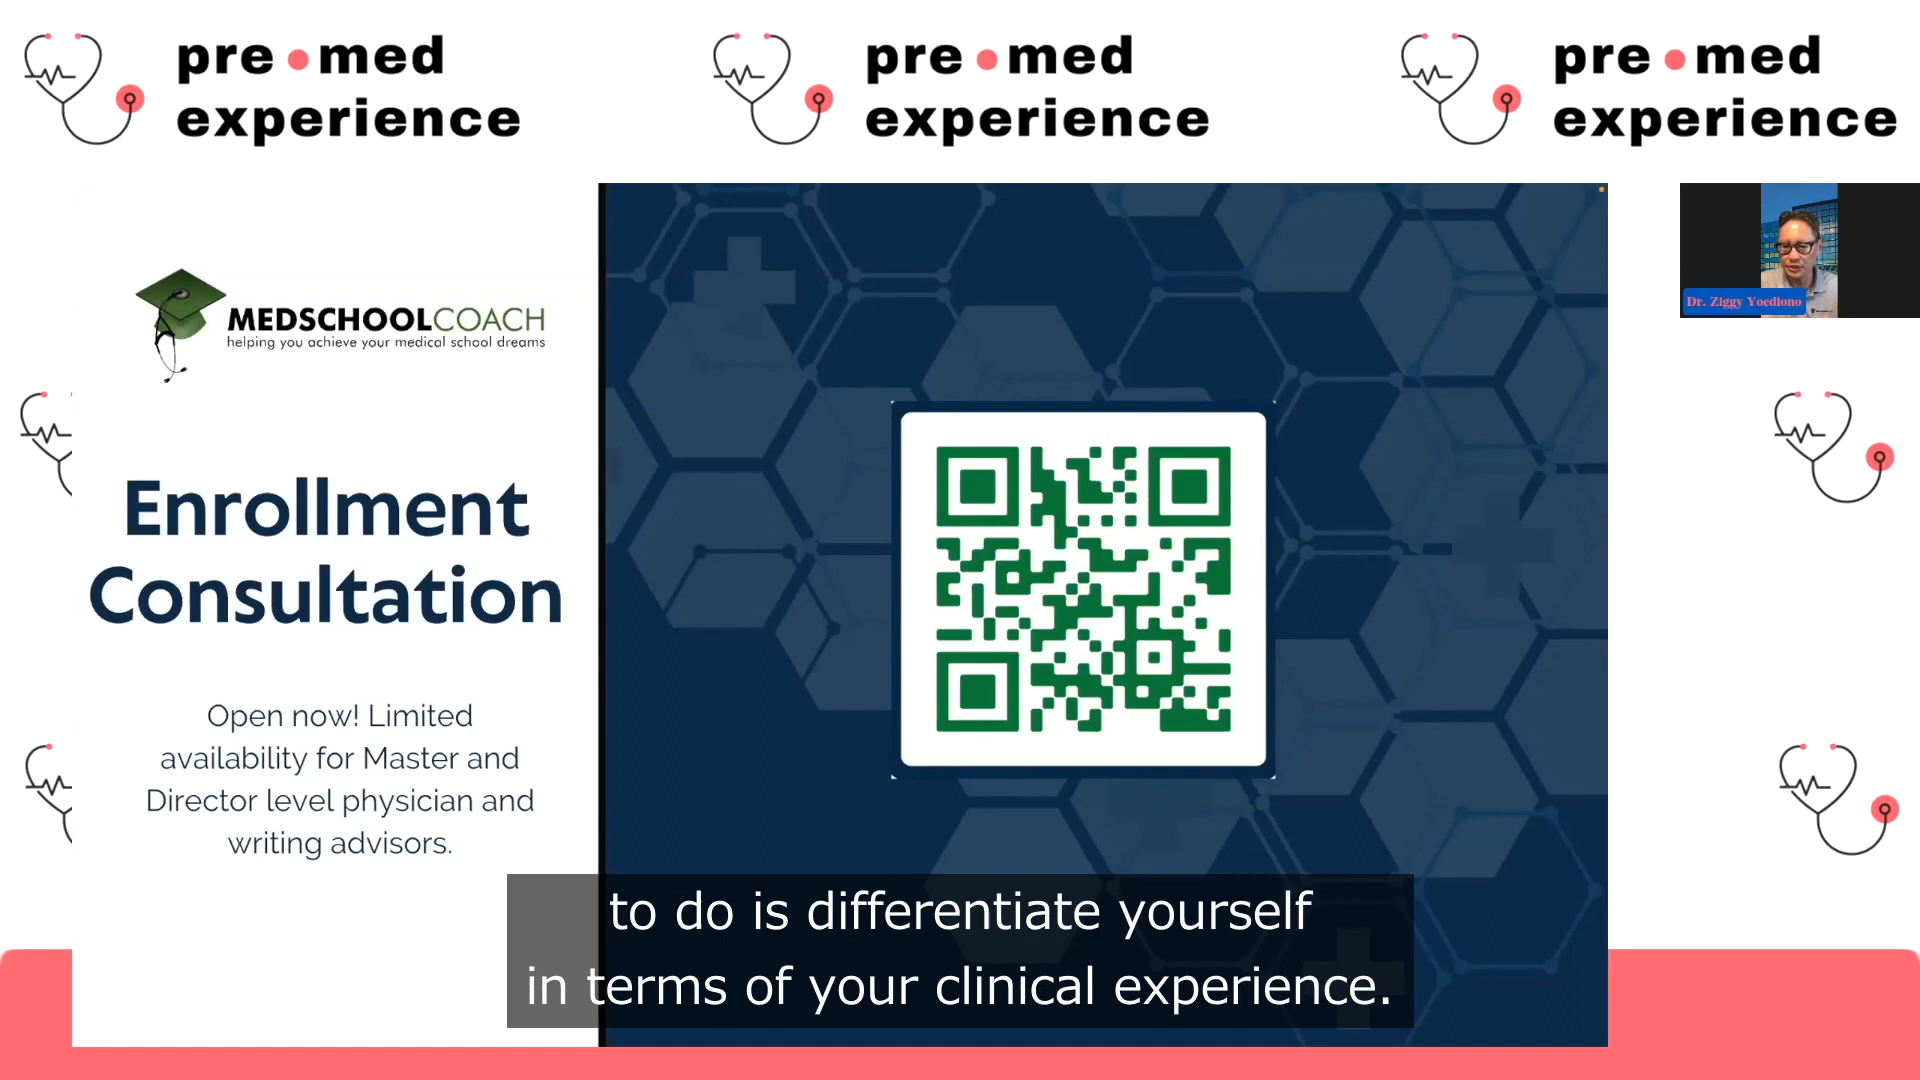 pre med
experience
pre med
experience
pre med
experience
MEDSCHOOLCOACH
helping you achieve your medical school dreams
Dr. Ziggy Yoediono
Enrollment
Consultation
Open now! Limited
availability for Master and
Director level physician and
writing advisors.
to do is differentiate yourself
in terms of your clinical experience.